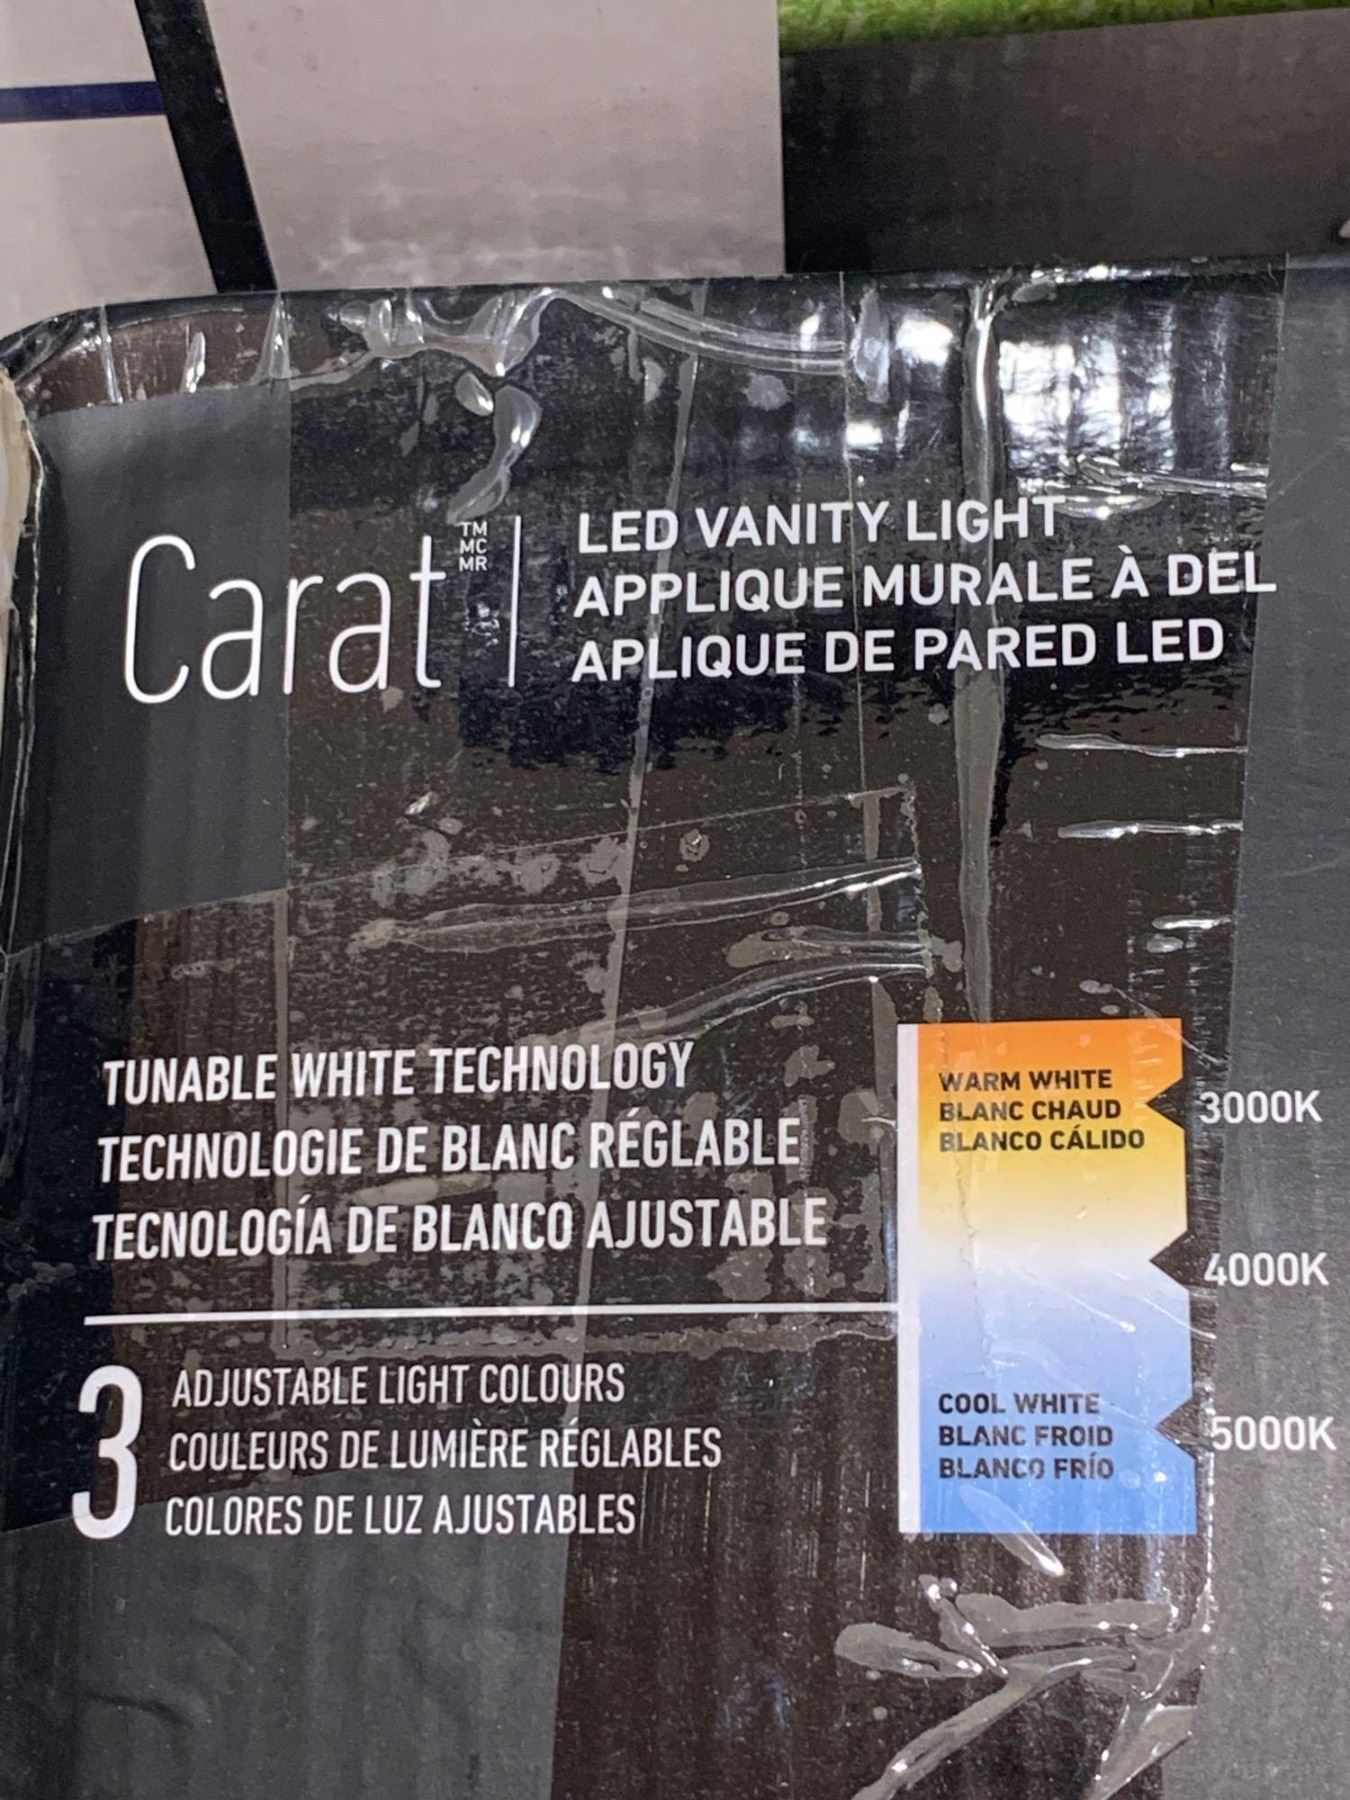 Carat
TM
MC
MR
LED VANITY LIGHT
APPLIQUE MURALE À DEL
APLIQUE DE PARED LED
TUNABLE WHITE TECHNOLOGY
TECHNOLOGIE DE BLANC RÉGLABLE
TECNOLOGÍA DE BLANCO AJUSTABLE
3
ADJUSTABLE LIGHT COLOURS
COULEURS DE LUMIÈRE RÉGLABLES
COLORES DE LUZ AJUSTABLES
WARM WHITE
BLANC CHAUD
BLANCO CÁLIDO
3000K
4000K
COOL WHITE
BLANC FROID
BLANCO FRÍO
5000K